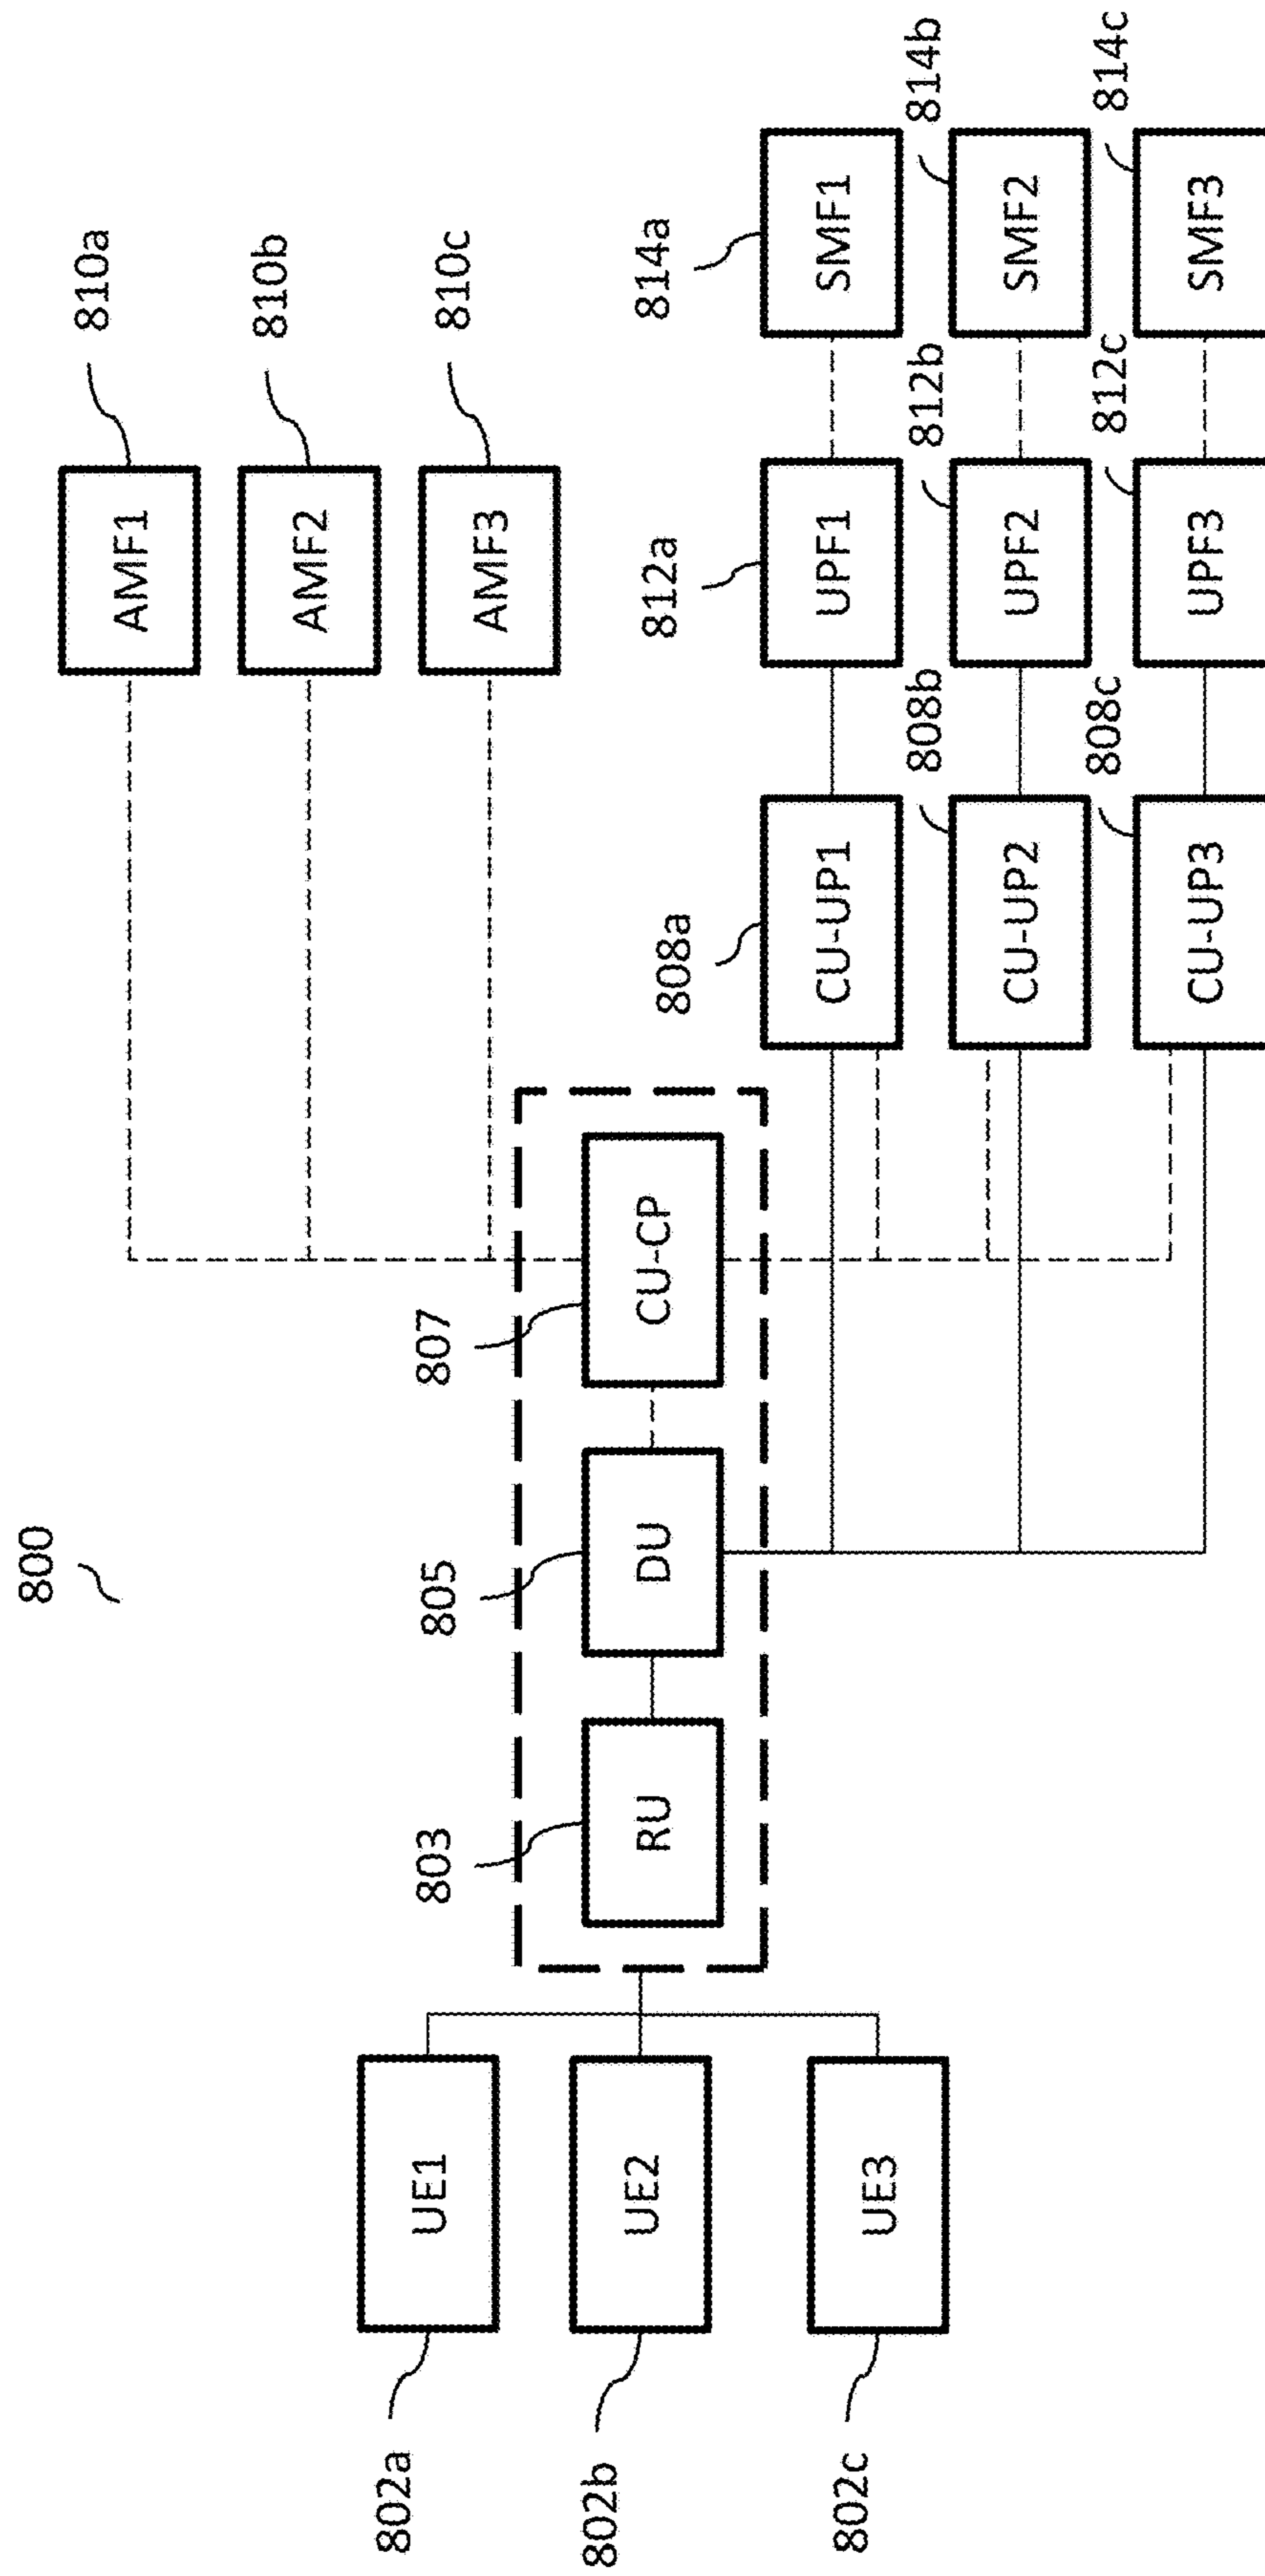 800
810a
AMF1
810b
AMF2
810c
AMF3
802a
UE1
802b
UE2
802c
UE3
803
RU
805
DU
807
CU-CP
808a
CU-UP1
812a
UPF1
814a
SMF1
808b
CU-UP2
812b
UPF2
814b
SMF2
808c
CU-UP3
812c
UPF3
814c
SMF3